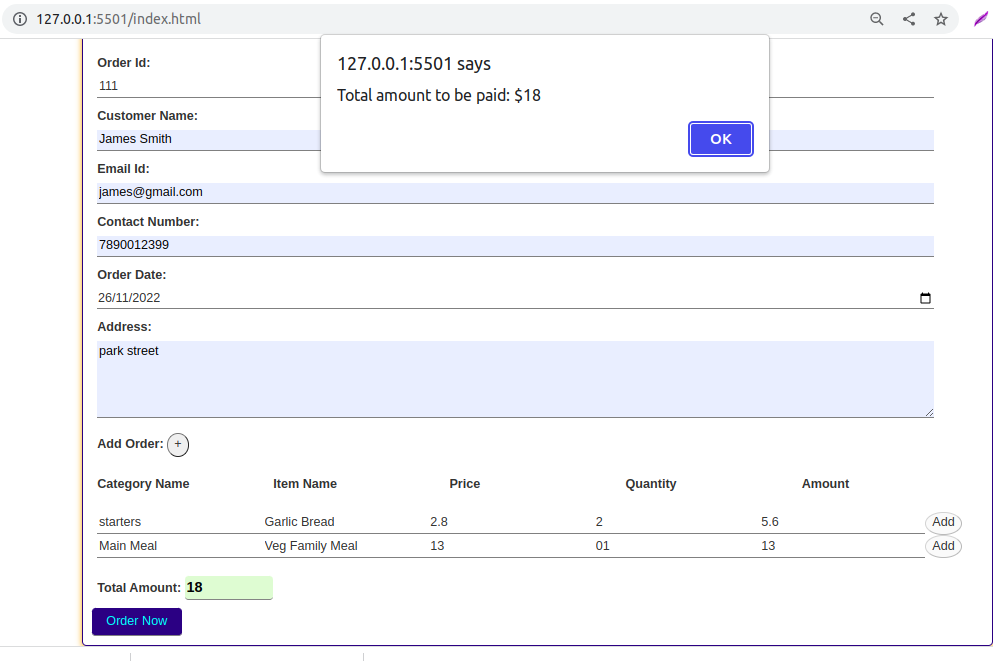 127.0.0.1:5501/index.html
127.0.0.1:5501 says
Total amount to be paid: $18
OK
Order Id:
111
Customer Name:
James Smith
Email Id:
james@gmail.com
Contact Number:
7890012399
Order Date:
26/11/2022
Address:
park street
Add Order: +
Category Name Item Name Price Quantity Amount
starters Garlic Bread 2.8 2 5.6 Add
Main Meal Veg Family Meal 13 01 13 Add
Total Amount: 18
Order Now